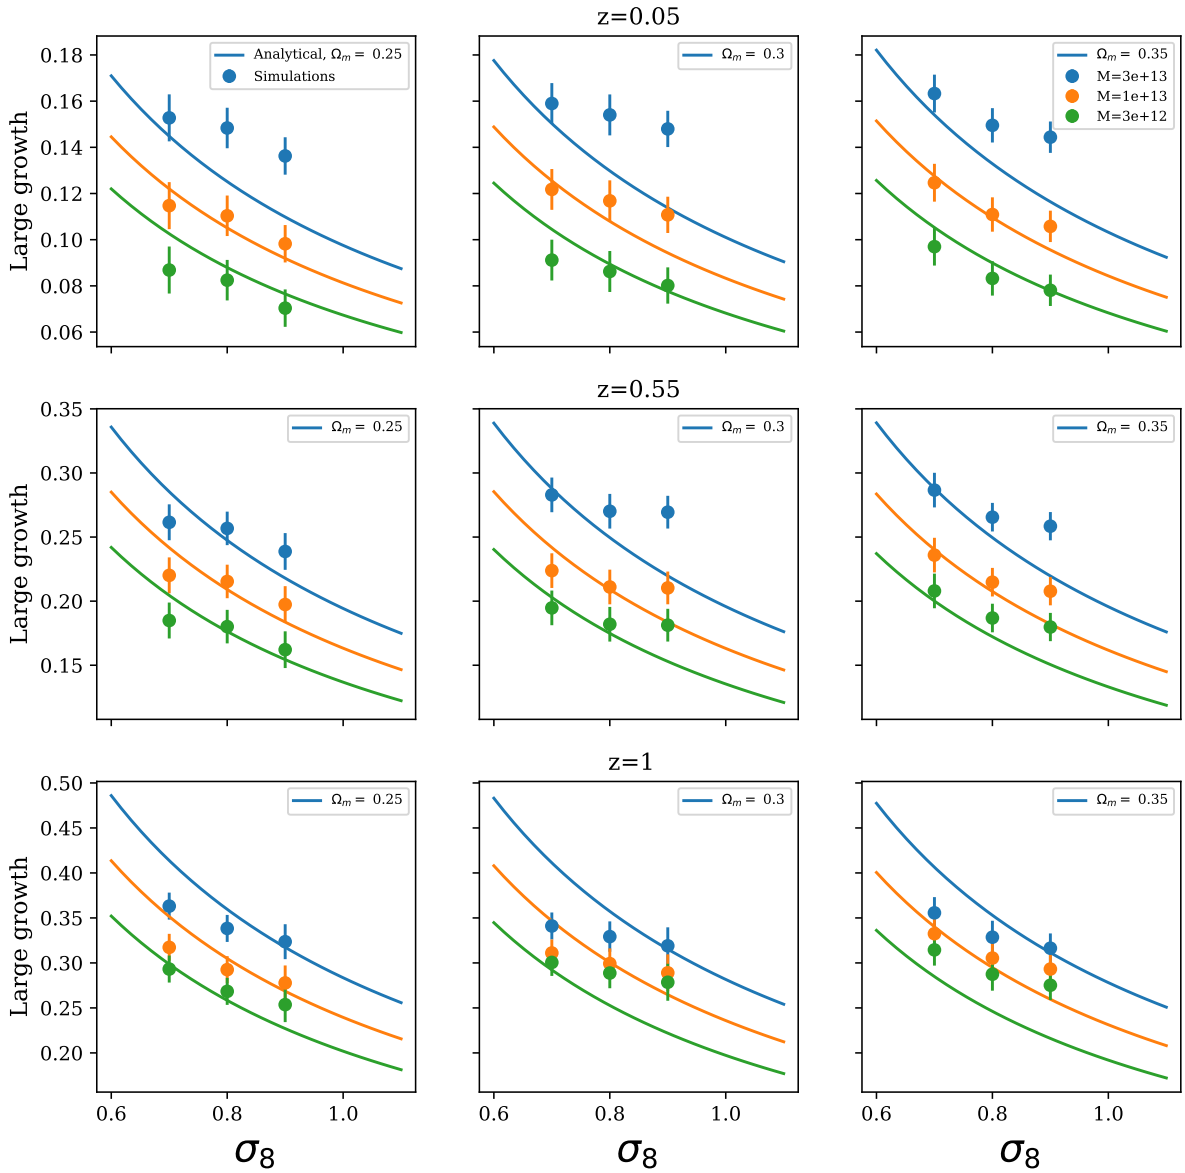 z=0.05
Large growth
0.18
0.16
0.14
0.12
0.10
0.08
0.06
Analytical, Ωm = 0.25
Simulations
Ωm = 0.3
Ωm = 0.35
M=3e+13
M=1e+13
M=3e+12
z=0.55
Large growth
0.35
0.30
0.25
0.20
0.15
Ωm = 0.25
Ωm = 0.3
Ωm = 0.35
z=1
Large growth
0.50
0.45
0.40
0.35
0.30
0.25
0.20
Ωm = 0.25
Ωm = 0.3
Ωm = 0.35
0.6 0.8 1.0 0.6 0.8 1.0 0.6 0.8 1.0
σ8 σ8 σ8